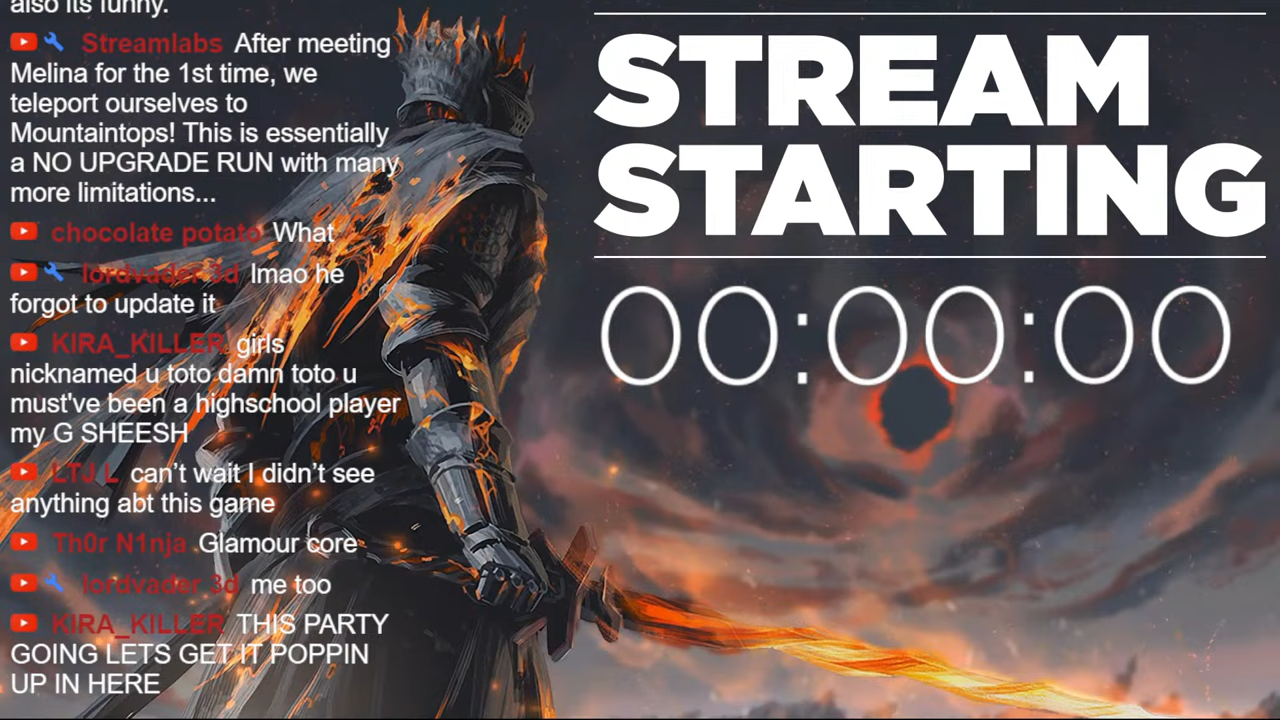 also its funny.
Streamlabs After meeting
Melina for the 1st time, we
teleport ourselves to
Mountaintops! This is essentially
a NO UPGRADE RUN with many
more limitations...
chocolate potato What
lordvader 3d lmao he
forgot to update it
KIRA_KILLER girls
nicknamed u toto damn toto u
must've been a highschool player
my G SHEESH
LTJ L can't wait I didn't see
anything abt this game
Th0r N1nja Glamour core
lordvader 3d me too
KIRA_KILLER THIS PARTY
GOING LETS GET IT POPPIN
UP IN HERE
STREAM
STARTING
00:00:00